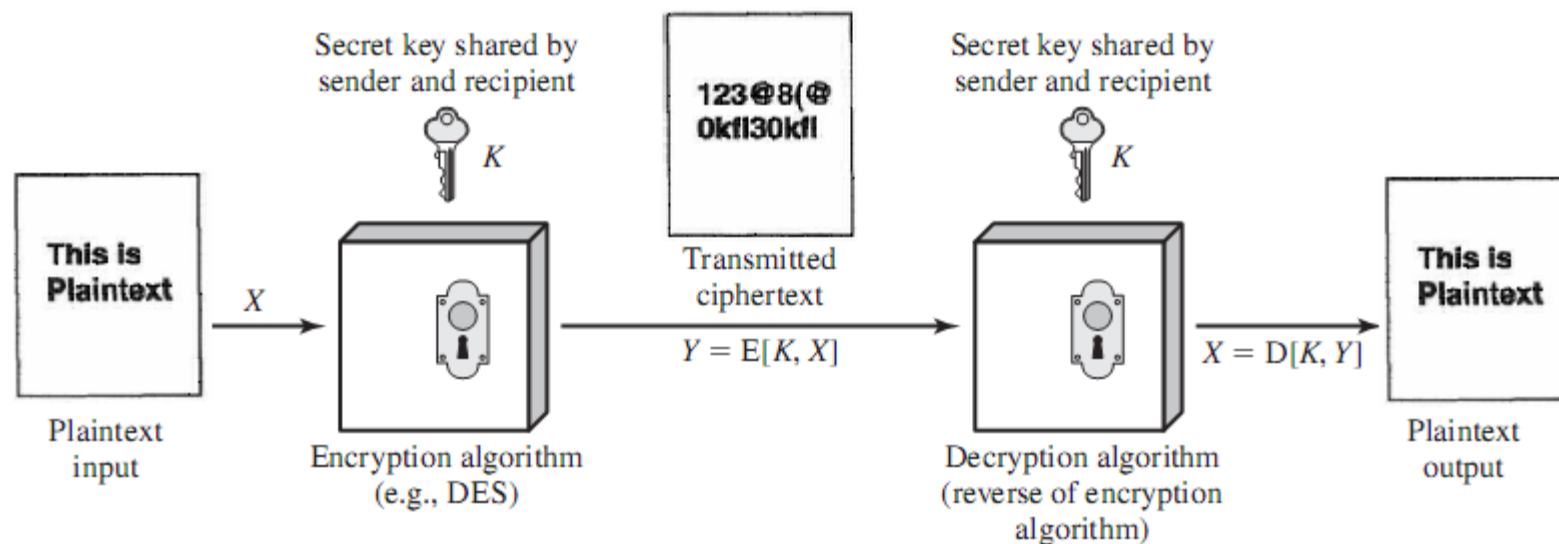 Secret key shared by
sender and recipient
K
123@8(@
0kfl30kfl
Secret key shared by
sender and recipient
K
This is
Plaintext
X
Transmitted
ciphertext
Y = E[K, X]
X = D[K, Y]
This is
Plaintext
Plaintext
input
Encryption algorithm
(e.g., DES)
Decryption algorithm
(reverse of encryption
algorithm)
Plaintext
output